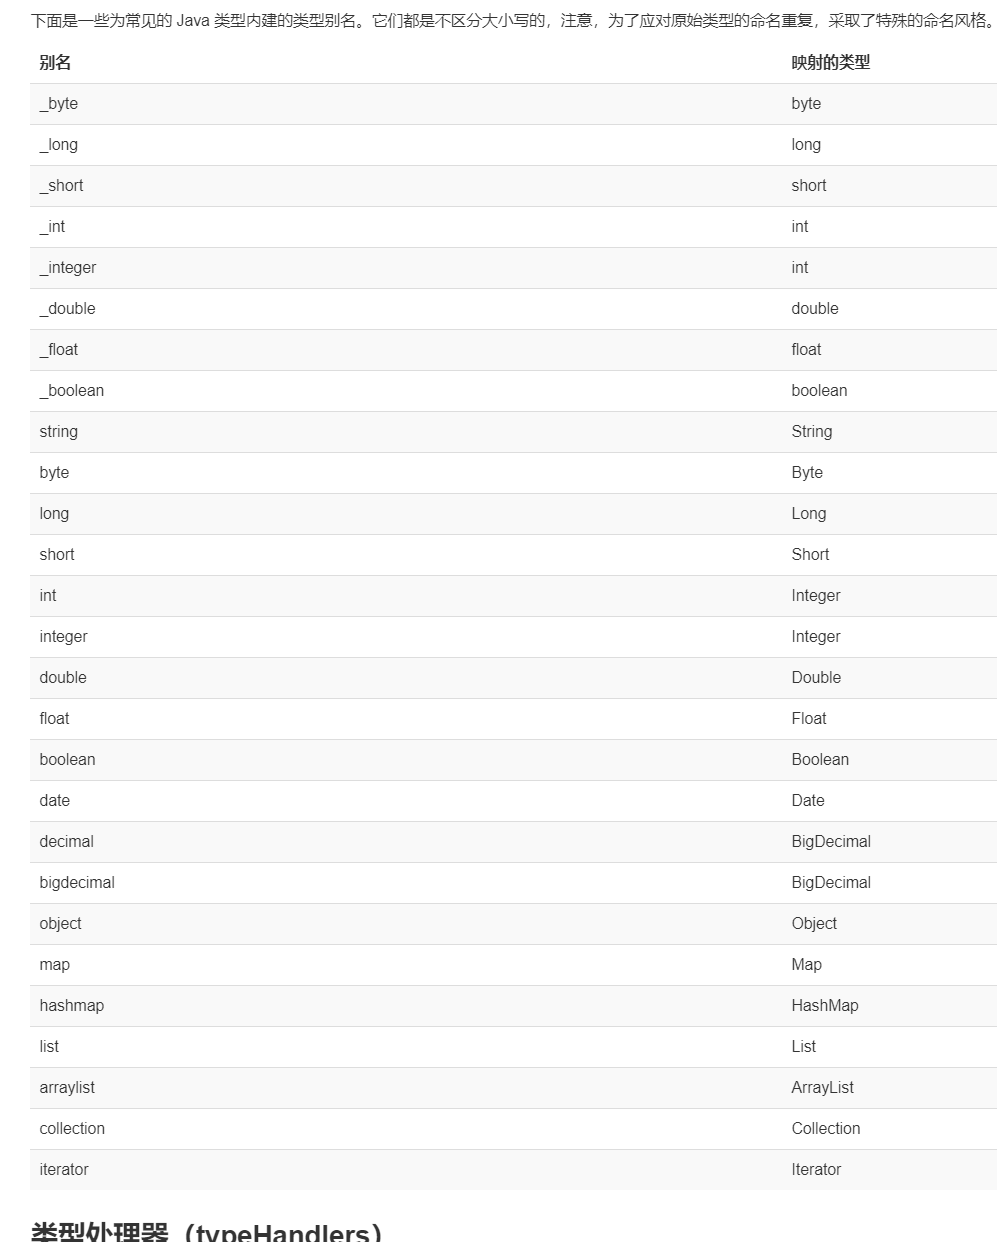 下面是一些为常见的 Java 类型内建的类型别名。它们都是不区分大小写的，注意，为了应对原始类型的命名重复，采取了特殊的命名风格。
别名 映射的类型
_byte byte
_long long
_short short
_int int
_integer int
_double double
_float float
_boolean boolean
string String
byte Byte
long Long
short Short
int Integer
integer Integer
double Double
float Float
boolean Boolean
date Date
decimal BigDecimal
bigdecimal BigDecimal
object Object
map Map
hashmap HashMap
list List
arraylist ArrayList
collection Collection
iterator Iterator
类型处理器（typeHandlers）